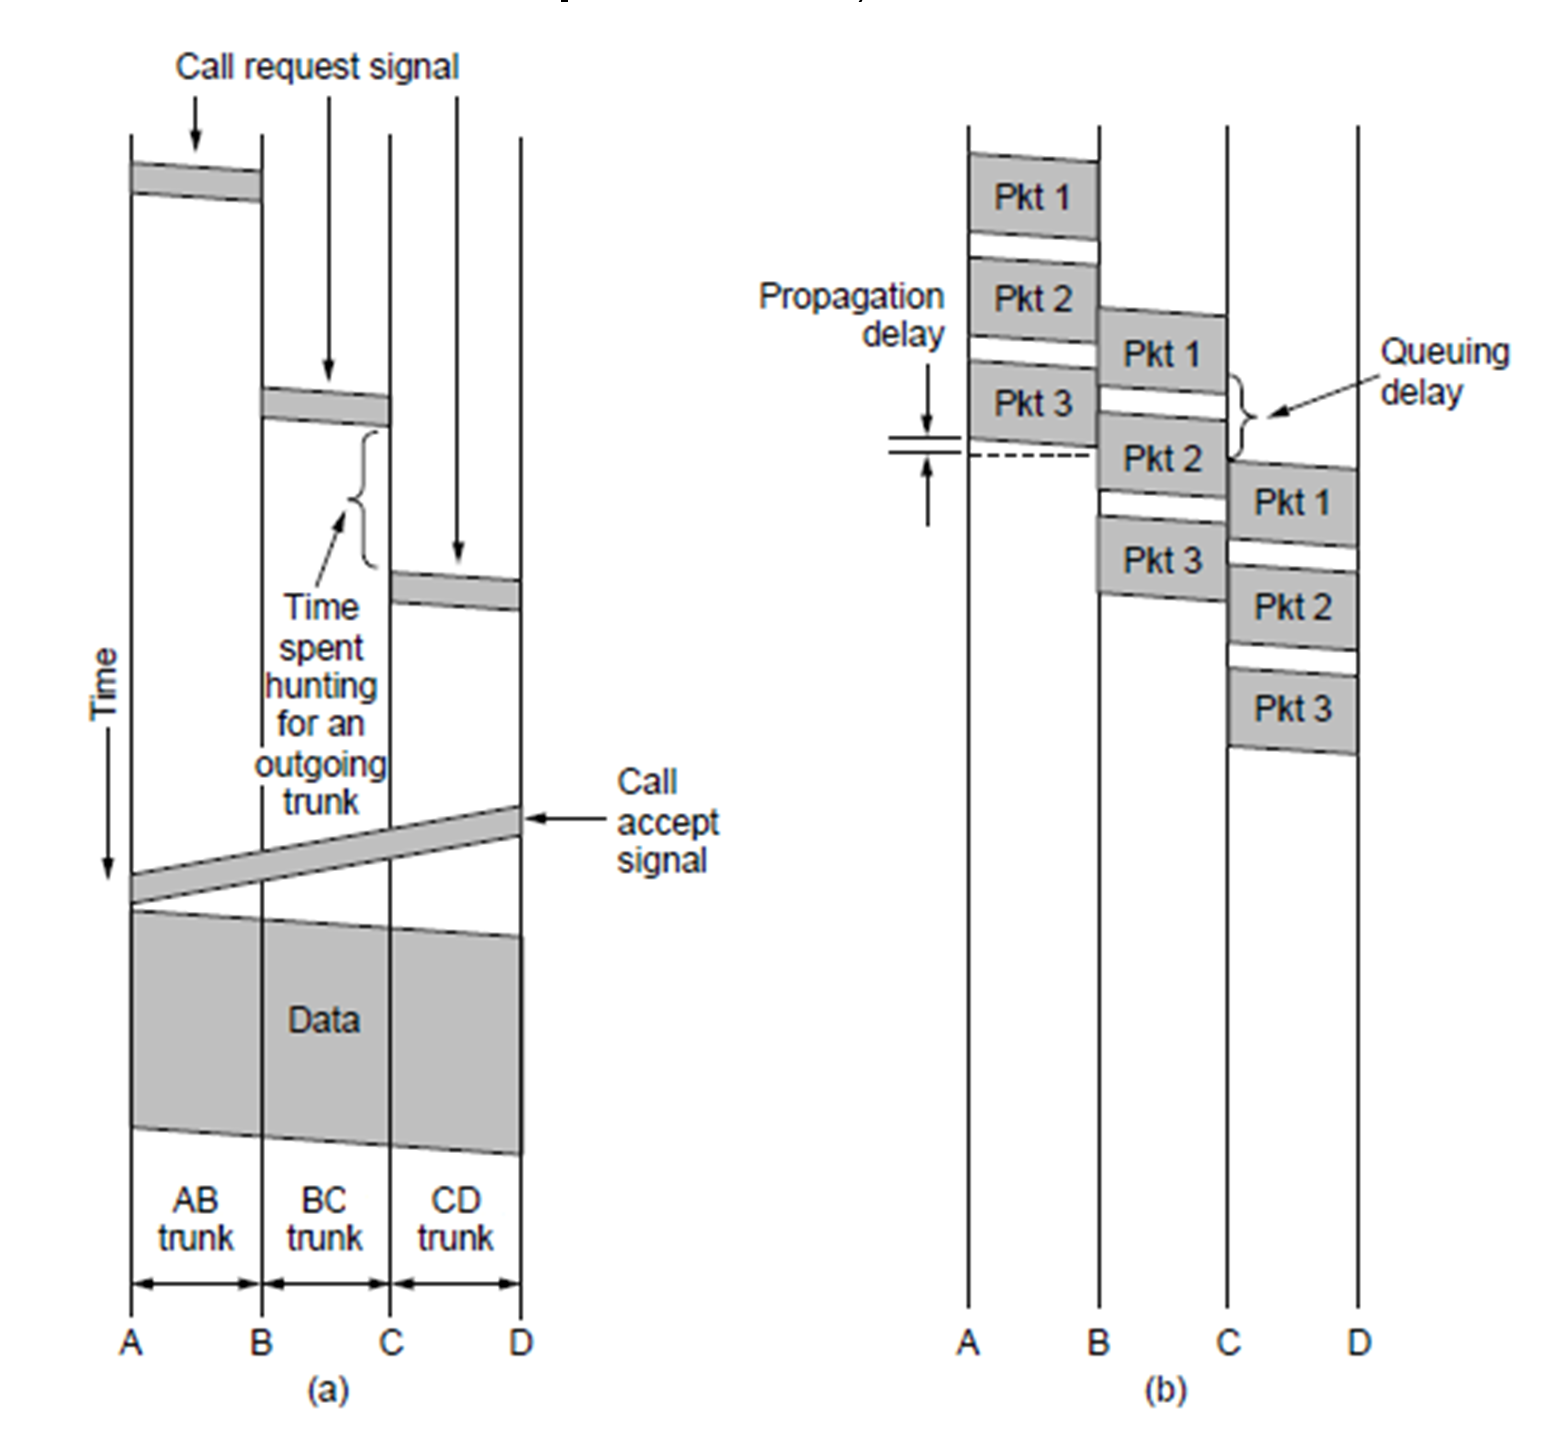 Call request signal
Time
spent
hunting
for an
outgoing
trunk
Time
Call
accept
signal
Data
AB
trunk
BC
trunk
CD
trunk
A
B
C
D
(a)
Pkt 1
Pkt 2
Pkt 3
Propagation
delay
Pkt 1
Pkt 2
Pkt 3
Queuing
delay
Pkt 1
Pkt 2
Pkt 3
A
B
C
D
(b)